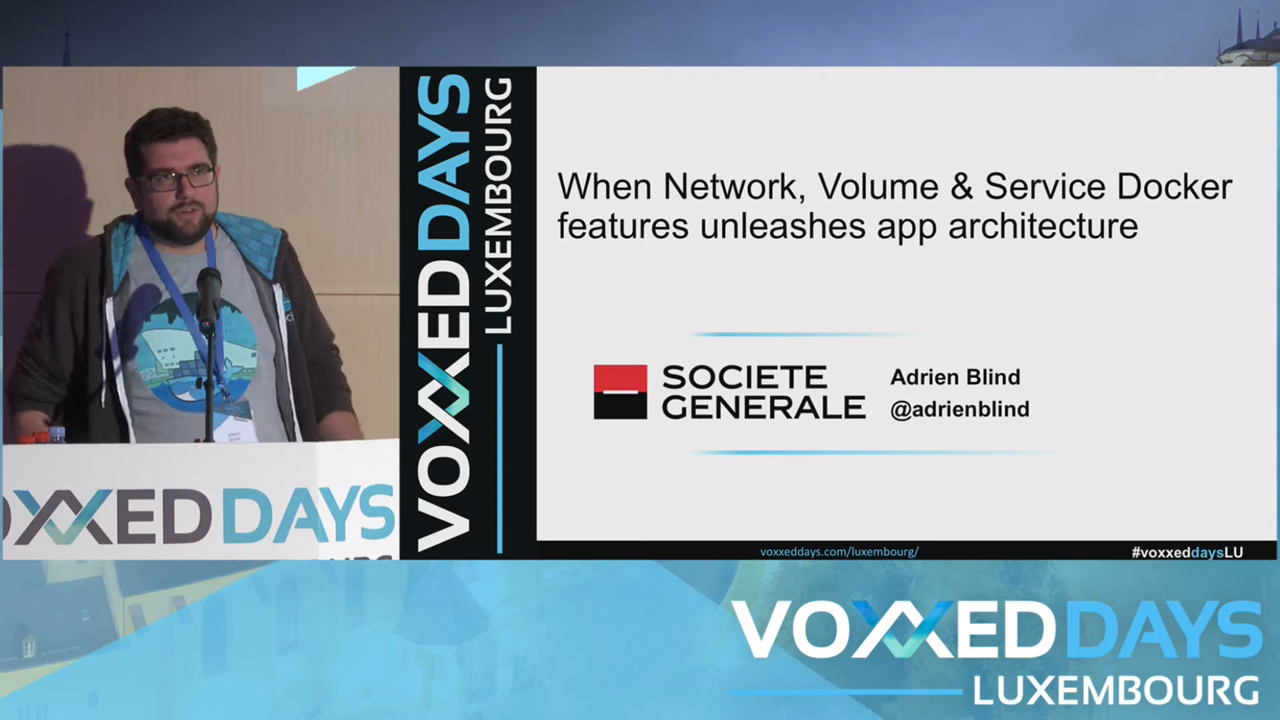 VOXXED DAYS
LUXEMBOURG
When Network, Volume & Service Docker
features unleashes app architecture
SOCIETE
GENERALE
Adrien Blind
@adrienblind
voxxeddays.com/luxembourg/
#voxxeddaysLU
OXXED DAYS
VOXXED DAYS
LUXEMBOURG